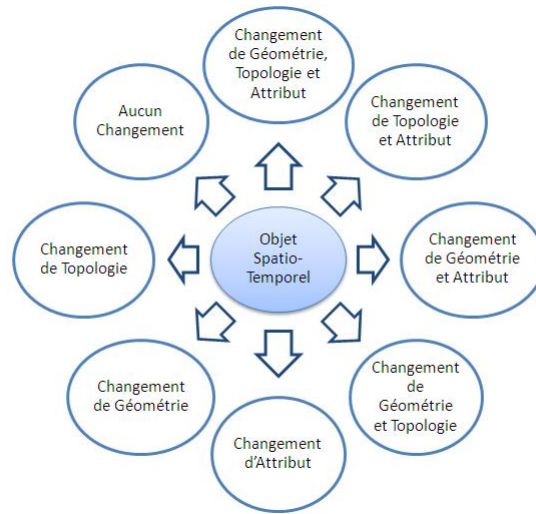 Changement
de Géométrie,
Topologie et
Attribut
Aucun
Changement
Changement
de Topologie
et Attribut
Changement
de Topologie
Objet
Spatio-
Temporel
Changement
de Géométrie
et Attribut
Changement
de Géométrie
Changement
de
Géométrie
et Topologie
Changement
d'Attribut